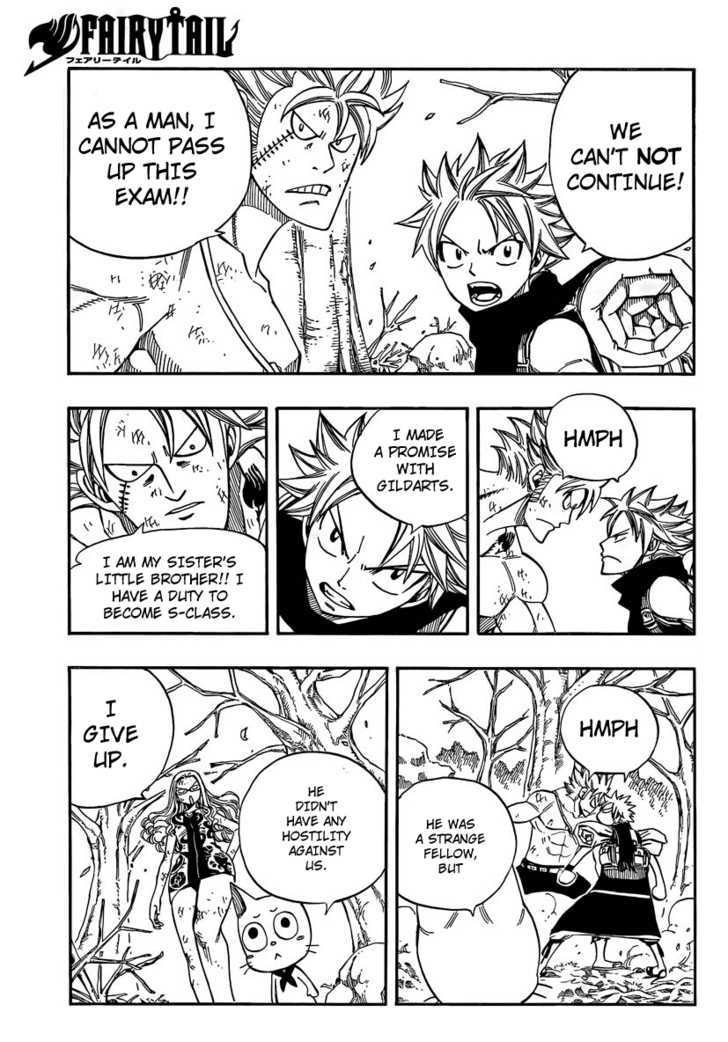 FAIRY TAIL
フェアリーテイル
WE
CAN'T NOT
CONTINUE!
AS A MAN, I
CANNOT PASS
UP THIS
EXAM!!
HMPH
I MADE
A PROMISE
WITH
GILDARTS.
I AM MY SISTER'S
LITTLE BROTHER!! I
HAVE A DUTY TO
BECOME S-CLASS.
HMPH
HE WAS
A STRANGE
FELLOW,
BUT
HE
DIDN'T
HAVE ANY
HOSTILITY
AGAINST
US.
I
GIVE
UP.